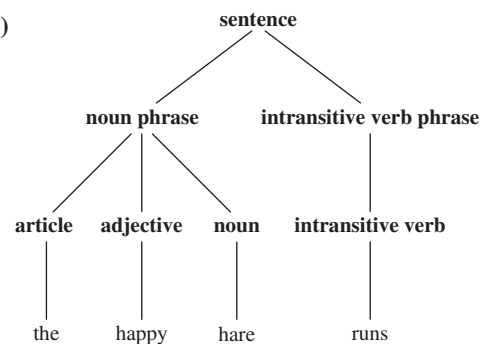 )
sentence
noun phrase intransitive verb phrase
article adjective noun intransitive verb
the happy hare runs